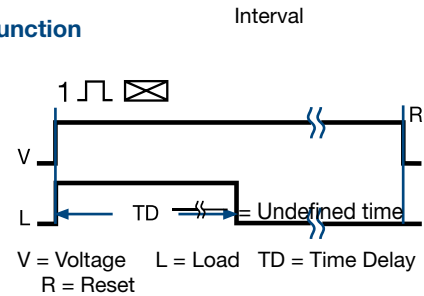 Interval
unction
1
R
V
TD = Undefined time
L
V = Voltage L = Load TD = Time Delay
R = Reset